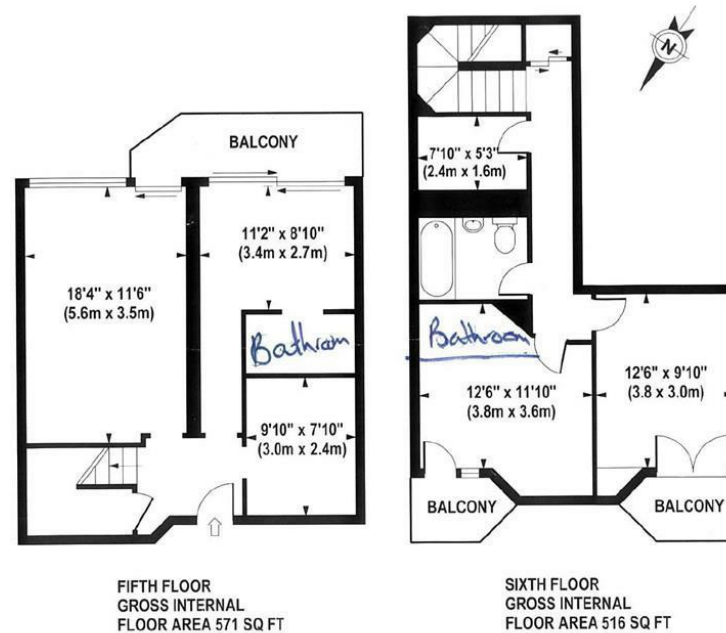 BALCONY
18'4" x 11'6"
(5.6m x 3.5m)
11'2" x 8'10"
(3.4m x 2.7m)
Bathroom
9'10" x 7'10"
(3.0m x 2.4m)
FIFTH FLOOR
GROSS INTERNAL
FLOOR AREA 571 SQ FT
N
7'10" x 5'3"
(2.4m x 1.6m)
Bathroom
12'6" x 11'10"
(3.8m x 3.6m)
12'6" x 9'10"
(3.8 x 3.0m)
BALCONY
BALCONY
SIXTH FLOOR
GROSS INTERNAL
FLOOR AREA 516 SQ FT